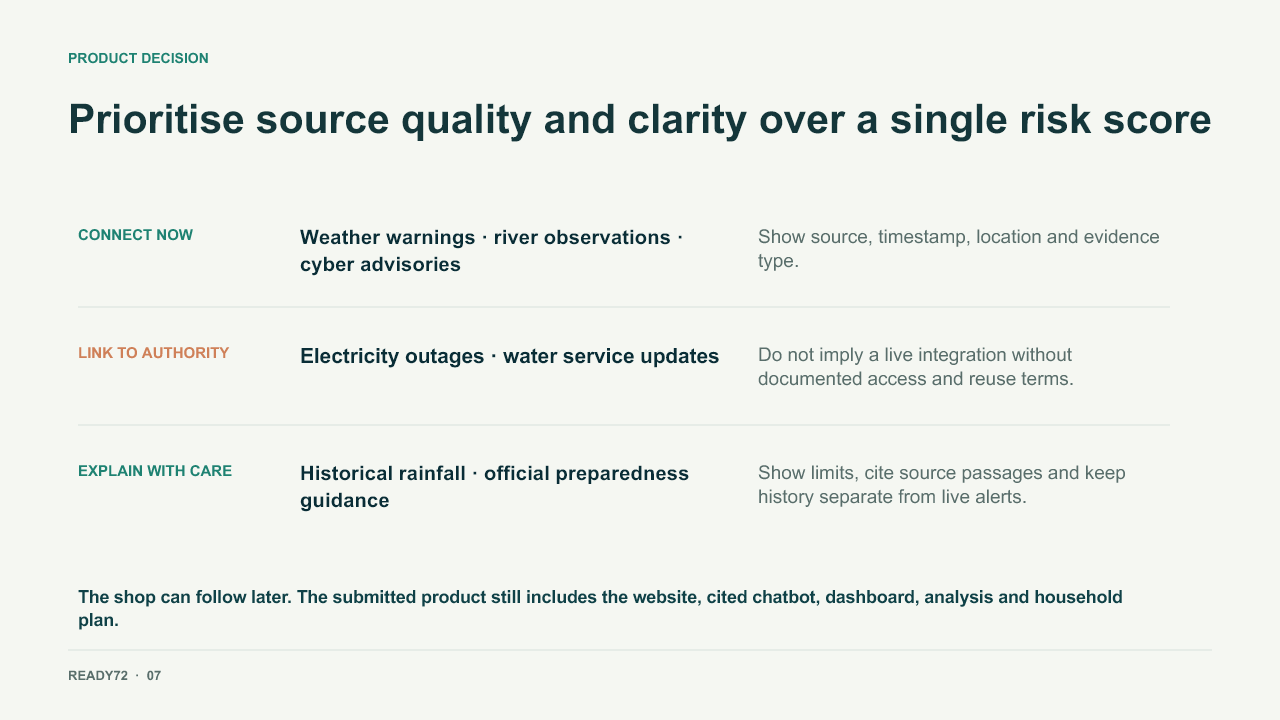 PRODUCT DECISION
Prioritise source quality and clarity over a single risk score
CONNECT NOW
Weather warnings · river observations ·
cyber advisories
Show source, timestamp, location and evidence
type.
LINK TO AUTHORITY
Electricity outages · water service updates
Do not imply a live integration without
documented access and reuse terms.
EXPLAIN WITH CARE
Historical rainfall · official preparedness
guidance
Show limits, cite source passages and keep
history separate from live alerts.
The shop can follow later. The submitted product still includes the website, cited chatbot, dashboard, analysis and household
plan.
READY72 · 07